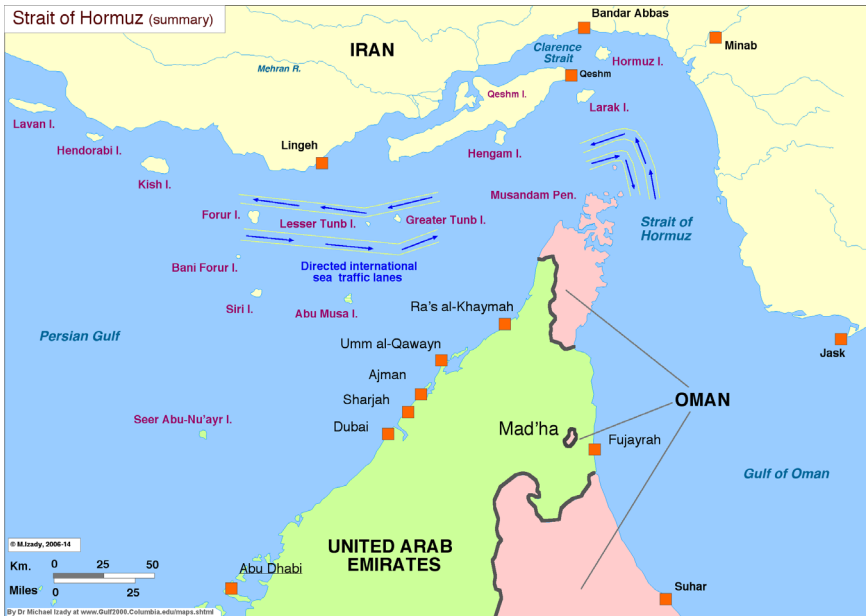 Strait of Hormuz (summary)
Bandar Abbas
IRAN
Clarence
Strait
Minab
Mehran R.
Hormuz I.
Qeshm
Qeshm I.
Lavan I.
Larak I.
Hendorabi I.
Lingeh
Hengam I.
Kish I.
Musandam Pen.
Forur I.
Lesser Tunb I.
Greater Tunb I.
Strait of
Hormuz
Bani Forur I.
Directed international
sea traffic lanes
Siri I.
Abu Musa I.
Ra's al-Khaymah
Persian Gulf
Umm al-Qawayn
Jask
Ajman
Sharjah
OMAN
Seer Abu-Nu'ayr I.
Dubai
Mad'ha
Fujayrah
Gulf of Oman
© M.Izady, 2006-14
UNITED ARAB
EMIRATES
Km. 0 25 50
Abu Dhabi
Miles 0 25
Suhar
By Dr Michael Izady at www.Gulf2000.Columbia.edu/maps.shtml